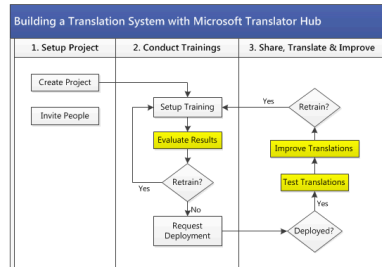 Building a Translation System with Microsoft Translator Hub
1. Setup Project
2. Conduct Trainings
3. Share, Translate & Improve
Create Project
Invite People
Setup Training
Evaluate Results
Retrain?
Yes
No
Request
Deployment
Yes
Retrain?
Improve Translations
Test Translations
Yes
Deployed?